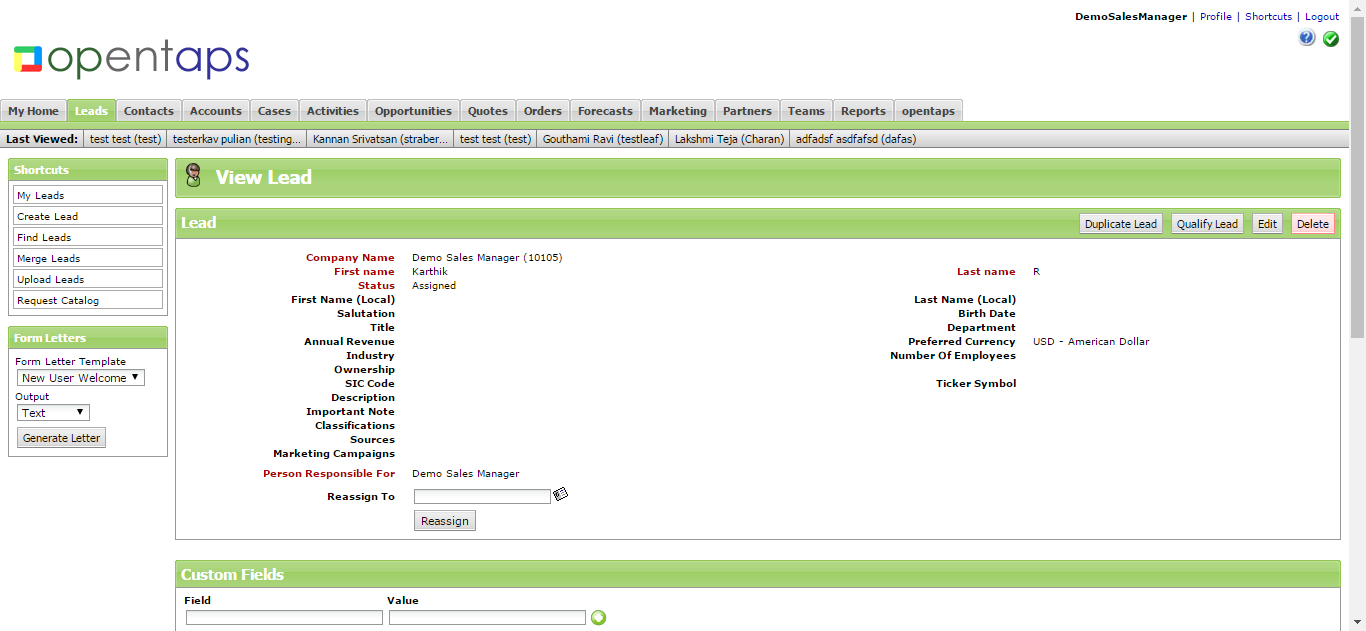 DemoSalesManager | Profile | Shortcuts | Logout
opentaps
My Home Leads Contacts Accounts Cases Activities Opportunities Quotes Orders Forecasts Marketing Partners Teams Reports opentaps
Last Viewed: test test (test) testerkav pulian (testing... Kannan Srivatsan (straber... test test (test) Gouthami Ravi (testleaf) Lakshmi Teja (Charan) adfadsf asdfafsd (dafas)
Shortcuts
My Leads
Create Lead
Find Leads
Merge Leads
Upload Leads
Request Catalog
Form Letters
Form Letter Template
New User Welcome
Output
Text
Generate Letter
View Lead
Lead Duplicate Lead Qualify Lead Edit Delete
Company Name Demo Sales Manager (10105)
First name Karthik Last name R
Status Assigned
First Name (Local) Last Name (Local)
Salutation Birth Date
Title Department
Annual Revenue Preferred Currency USD - American Dollar
Industry Number Of Employees
Ownership
SIC Code Ticker Symbol
Description
Important Note
Classifications
Sources
Marketing Campaigns
Person Responsible For Demo Sales Manager
Reassign To
Reassign
Custom Fields
Field Value